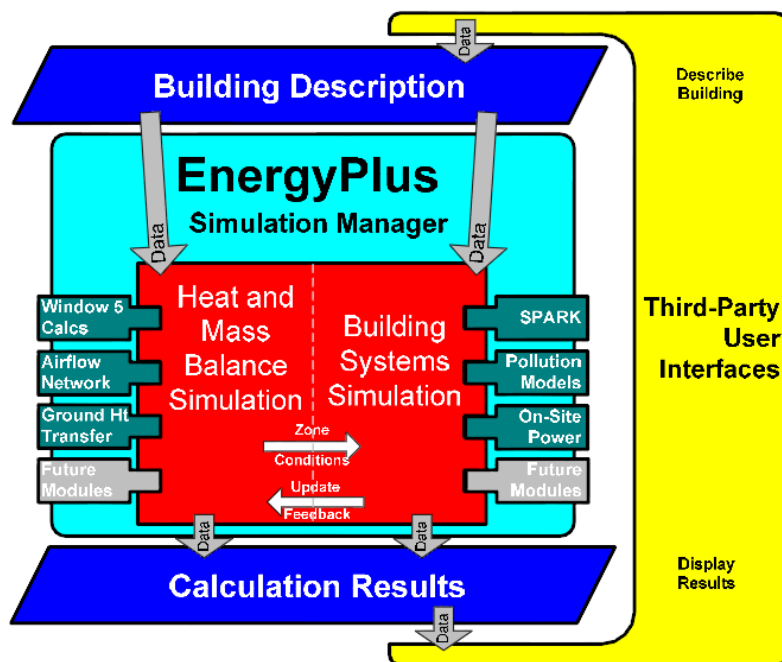 Data
Building Description
Describe
Building
EnergyPlus
Simulation Manager
Data
Data
Heat and
Mass
Balance
Simulation
Building
Systems
Simulation
Window 5
Calcs
Airflow
Network
Ground Ht
Transfer
Future
Modules
SPARK
Pollution
Models
On-Site
Power
Future
Modules
Zone
Conditions
Update
Feedback
Third-Party
User
Interfaces
Data
Data
Calculation Results
Display
Results
Data